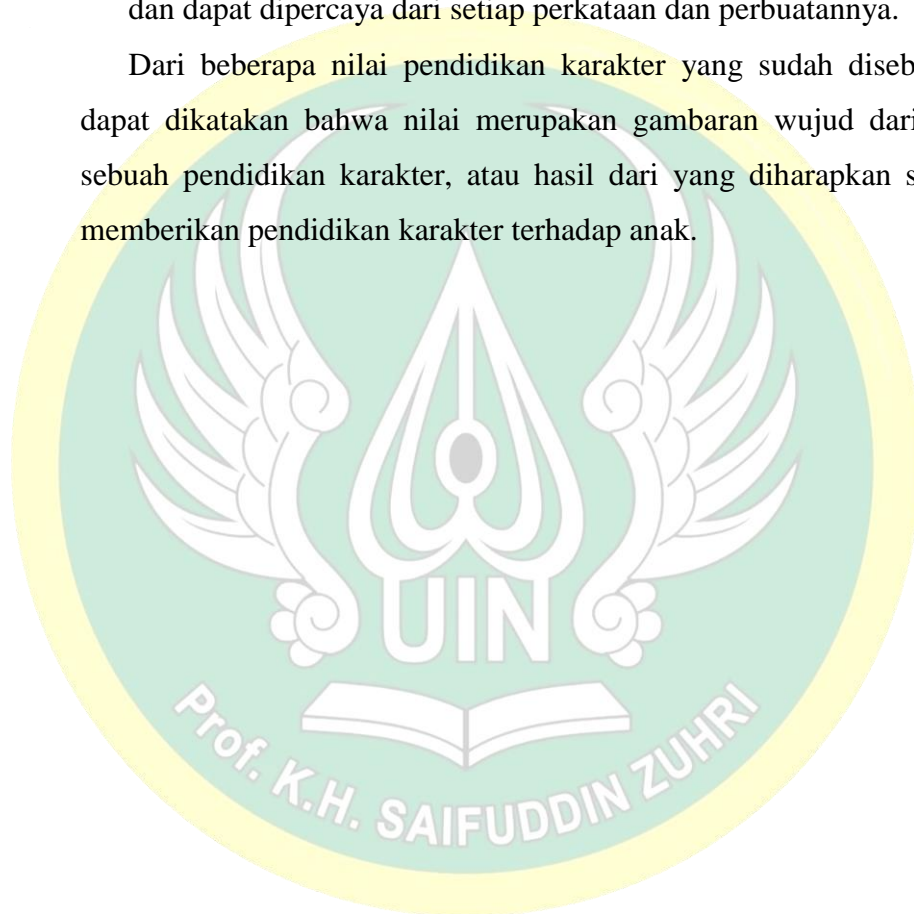 dan dapat dipercaya dari setiap perkataan dan perbuatannya.
Dari beberapa nilai pendidikan karakter yang sudah diseb
dapat dikatakan bahwa nilai merupakan gambaran wujud dari
sebuah pendidikan karakter, atau hasil dari yang diharapkan s
memberikan pendidikan karakter terhadap anak.
UIN
Prof. K.H. SAIFUDDIN ZUHRI